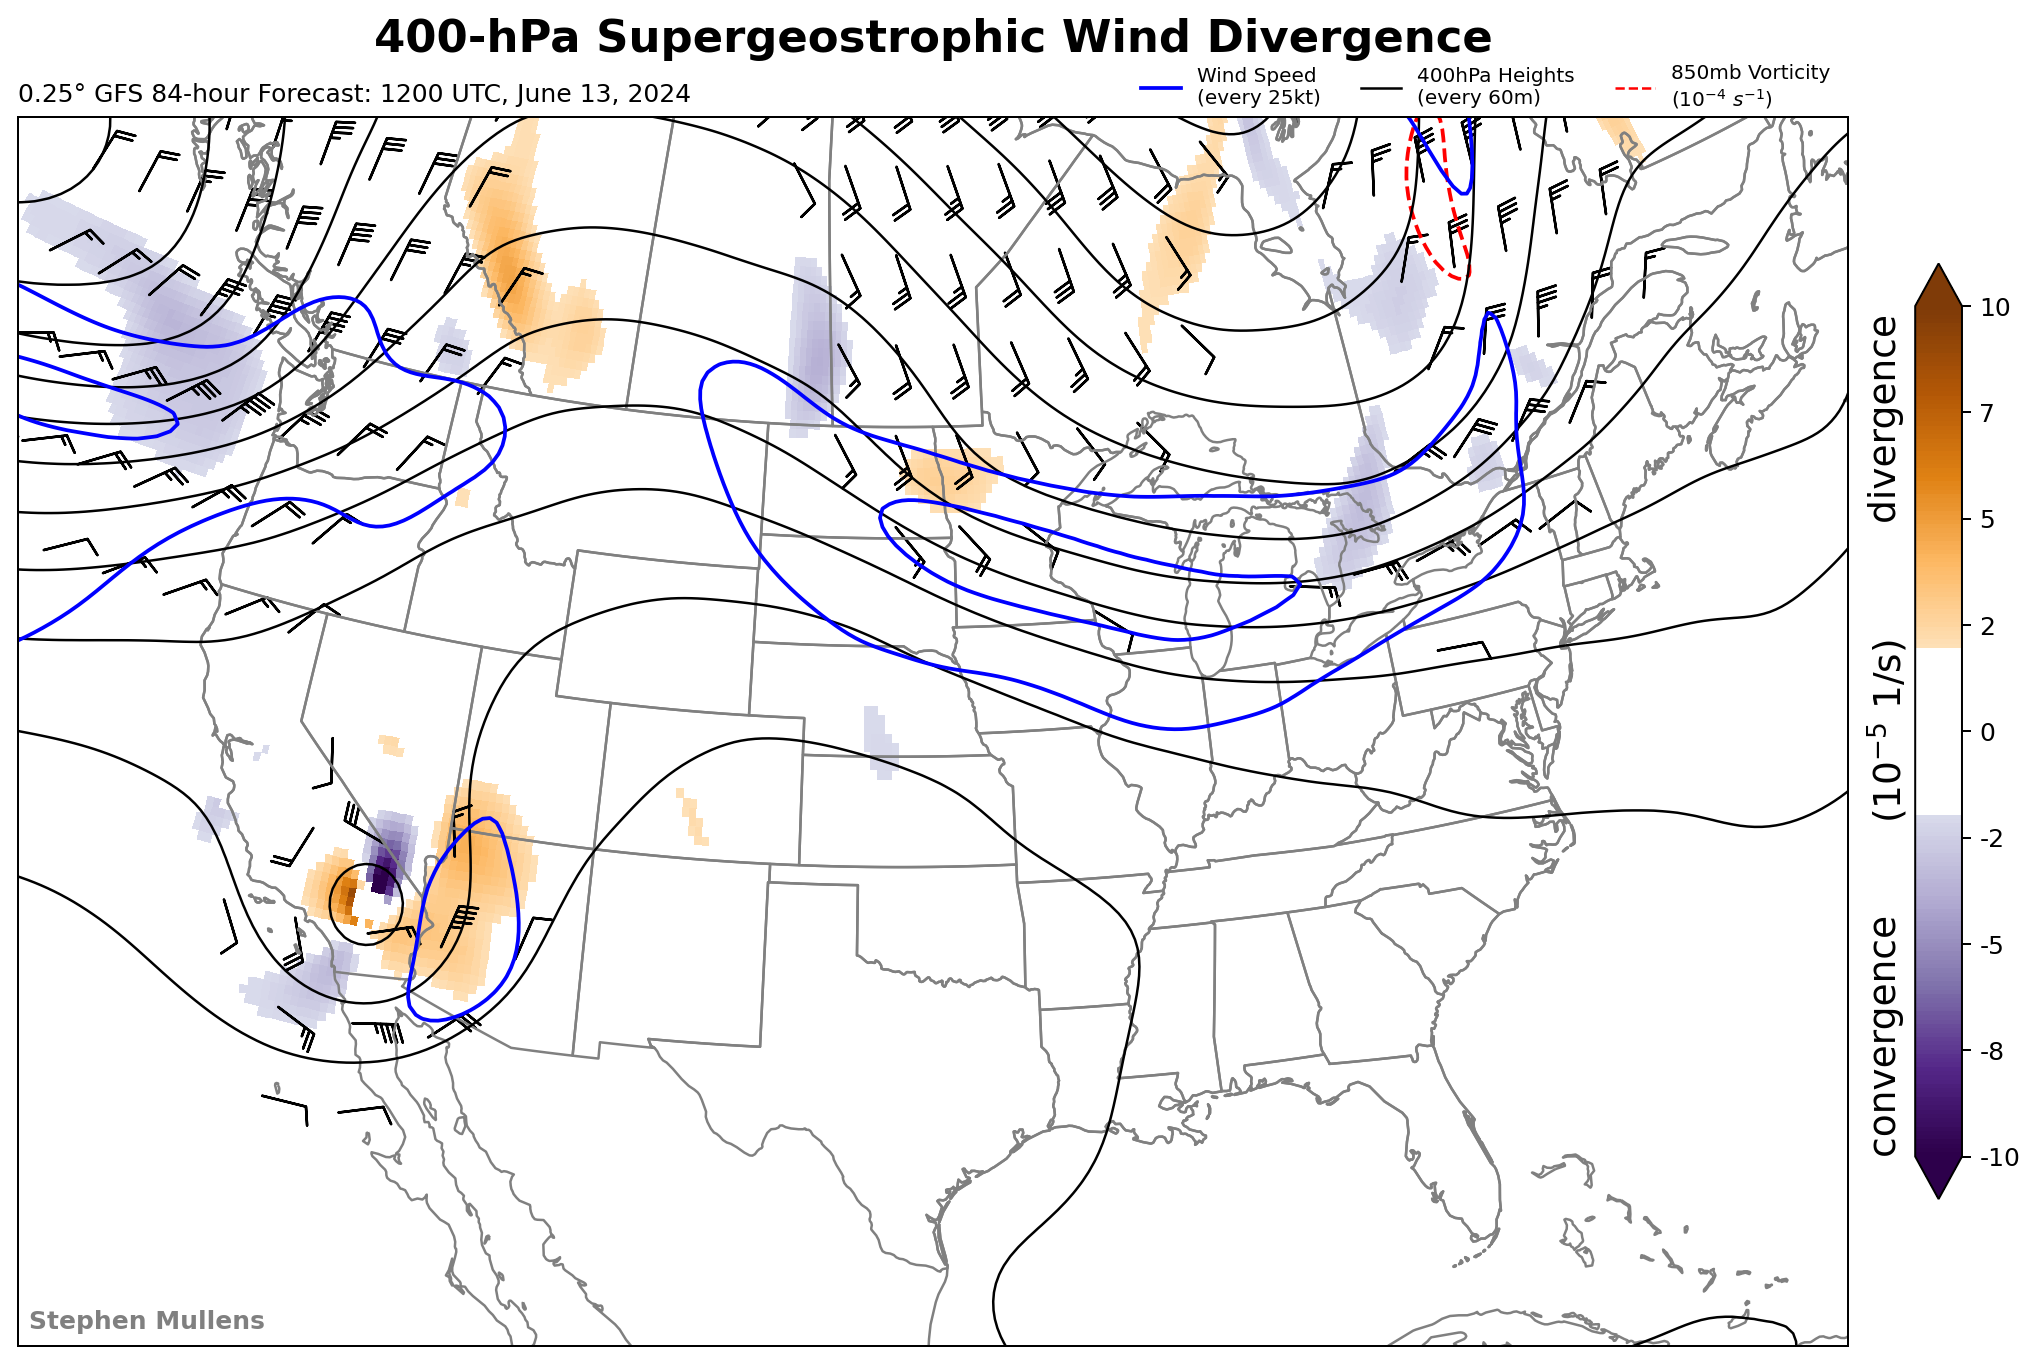 400-hPa Supergeostrophic Wind Divergence
0.25° GFS 84-hour Forecast: 1200 UTC, June 13, 2024
Wind Speed
(every 25kt)
400hPa Heights
(every 60m)
850mb Vorticity
(10⁻⁴ s⁻¹)
10
7
5
2
0
-2
-5
-8
-10
convergence (10⁻⁵ 1/s) divergence
Stephen Mullens